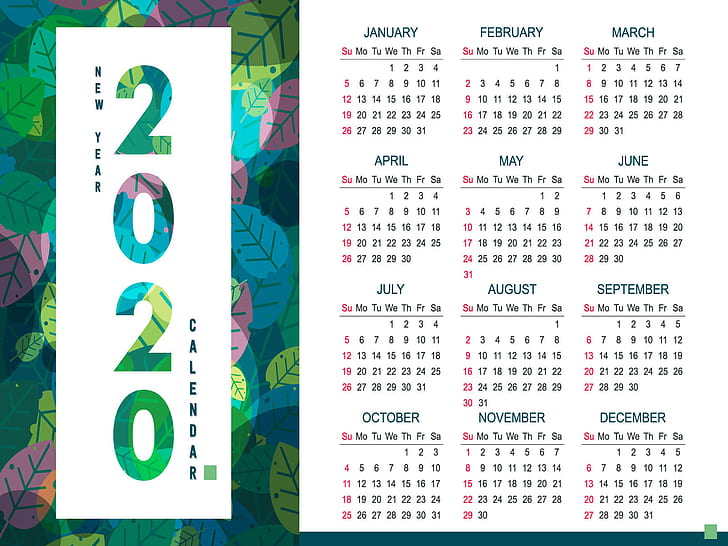 NEW YEAR
2020
CALENDAR
JANUARY
Su Mo Tu We Th Fr Sa
1 2 3 4
5 6 7 8 9 10 11
12 13 14 15 16 17 18
19 20 21 22 23 24 25
26 27 28 29 30 31
FEBRUARY
Su Mo Tu We Th Fr Sa
1
2 3 4 5 6 7 8
9 10 11 12 13 14 15
16 17 18 19 20 21 22
23 24 25 26 27 28 29
MARCH
Su Mo Tu We Th Fr Sa
1 2 3 4 5 6 7
8 9 10 11 12 13 14
15 16 17 18 19 20 21
22 23 24 25 26 27 28
29 30 31
APRIL
Su Mo Tu We Th Fr Sa
1 2 3 4
5 6 7 8 9 10 11
12 13 14 15 16 17 18
19 20 21 22 23 24 25
26 27 28 29 30
MAY
Su Mo Tu We Th Fr Sa
1 2
3 4 5 6 7 8 9
10 11 12 13 14 15 16
17 18 19 20 21 22 23
24 25 26 27 28 29 30
31
JUNE
Su Mo Tu We Th Fr Sa
1 2 3 4 5 6
7 8 9 10 11 12 13
14 15 16 17 18 19 20
21 22 23 24 25 26 27
28 29 30
JULY
Su Mo Tu We Th Fr Sa
1 2 3 4
5 6 7 8 9 10 11
12 13 14 15 16 17 18
19 20 21 22 23 24 25
26 27 28 29 30 31
AUGUST
Su Mo Tu We Th Fr Sa
1
2 3 4 5 6 7 8
9 10 11 12 13 14 15
16 17 18 19 20 21 22
23 24 25 26 27 28 29
30 31
SEPTEMBER
Su Mo Tu We Th Fr Sa
1 2 3 4 5
6 7 8 9 10 11 12
13 14 15 16 17 18 19
20 21 22 23 24 25 26
27 28 29 30
OCTOBER
Su Mo Tu We Th Fr Sa
1 2 3
4 5 6 7 8 9 10
11 12 13 14 15 16 17
18 19 20 21 22 23 24
25 26 27 28 29 30 31
NOVEMBER
Su Mo Tu We Th Fr Sa
1 2 3 4 5 6 7
8 9 10 11 12 13 14
15 16 17 18 19 20 21
22 23 24 25 26 27 28
29 30
DECEMBER
Su Mo Tu We Th Fr Sa
1 2 3 4 5
6 7 8 9 10 11 12
13 14 15 16 17 18 19
20 21 22 23 24 25 26
27 28 29 30 31